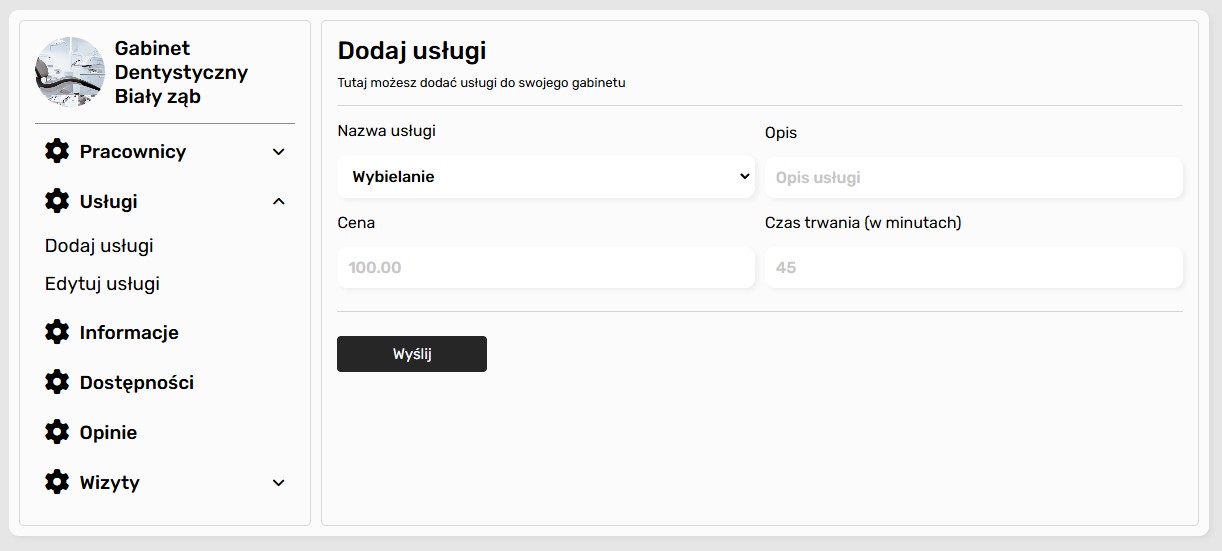 Gabinet
Dentystyczny
Biały ząb
Pracownicy
Usługi
Dodaj usługi
Edytuj usługi
Informacje
Dostępności
Opinie
Wizyty
Dodaj usługi
Tutaj możesz dodać usługi do swojego gabinetu
Nazwa usługi
Wybielanie
Opis
Opis usługi
Cena
100.00
Czas trwania (w minutach)
45
Wyślij